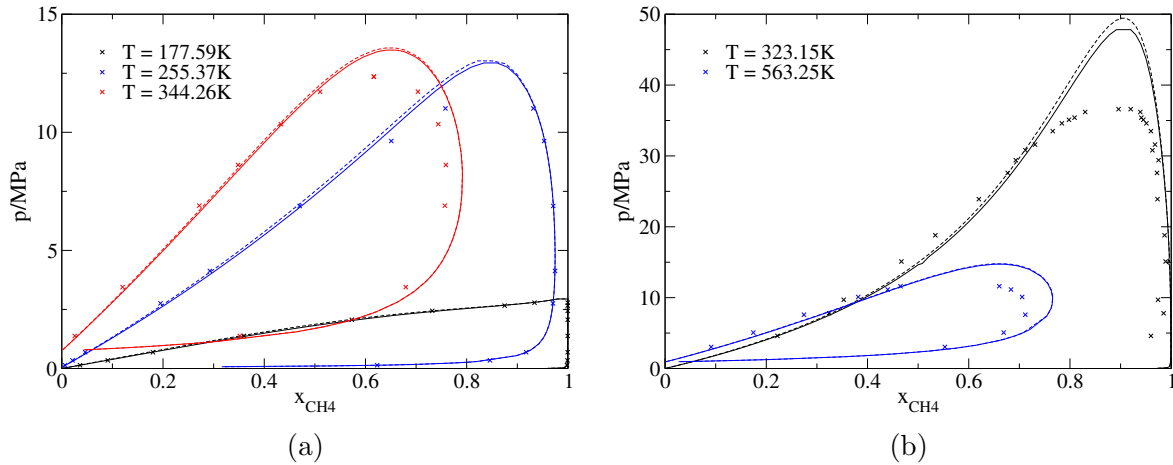 15
10
5
0
p/MPa
× T = 177.59K
× T = 255.37K
× T = 344.26K
0 0.2 0.4 0.6 0.8 1
x_CH4
(a)
50
40
30
20
10
0
p/MPa
× T = 323.15K
× T = 563.25K
0 0.2 0.4 0.6 0.8 1
x_CH4
(b)